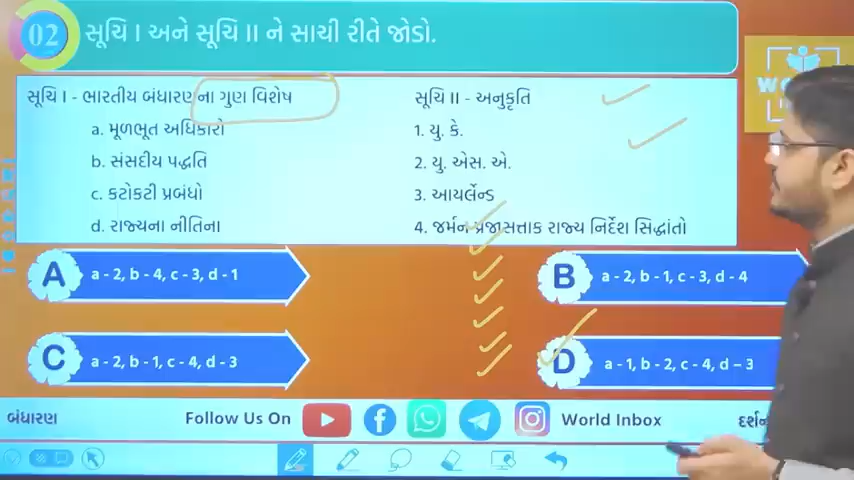 02 સૂચિ I અને સૂચિ II ને સાચી રીતે જોડો.
સૂચિ I - ભારતીય બંધારણના ગુણ વિશેષ
સૂચિ II - અનુકૃતિ
a. મૂળભૂત અધિકારો
1. યુ. કે.
b. સંસદીય પદ્ધતિ
2. યુ. એસ. એ.
c. કટોકટી પ્રબંધો
3. આયર્લેન્ડ
d. રાજ્યના નીતિના
4. જર્મન પ્રજાસત્તાક રાજ્ય નિર્દેશ સિદ્ધાંતો
A a - 2, b - 4, c - 3, d - 1
B a - 2, b - 1, c - 3, d - 4
C a - 2, b - 1, c - 4, d - 3
D a - 1, b - 2, c - 4, d – 3
બંધારણ
Follow Us On
World Inbox